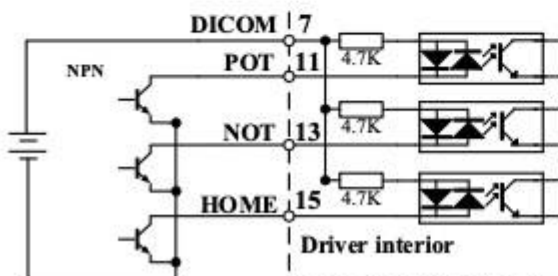 DICOM 7
4.7K
POT 11
NPN
NOT 13
4.7K
HOME 15
4.7K
Driver interior